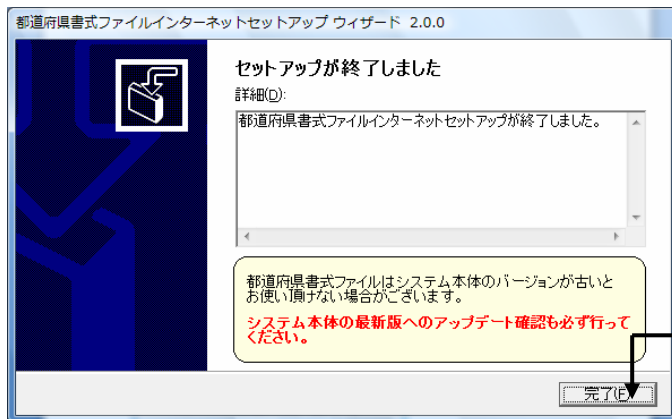 都道府県書式ファイルインターネットセットアップ ウィザード 2.0.0
セットアップが終了しました
詳細(D):
都道府県書式ファイルインターネットセットアップが終了しました。
都道府県書式ファイルはシステム本体のバージョンが古いと
お使い頂けない場合がございます。
システム本体の最新版へのアップデート確認も必ず行って
ください。
完了(F)